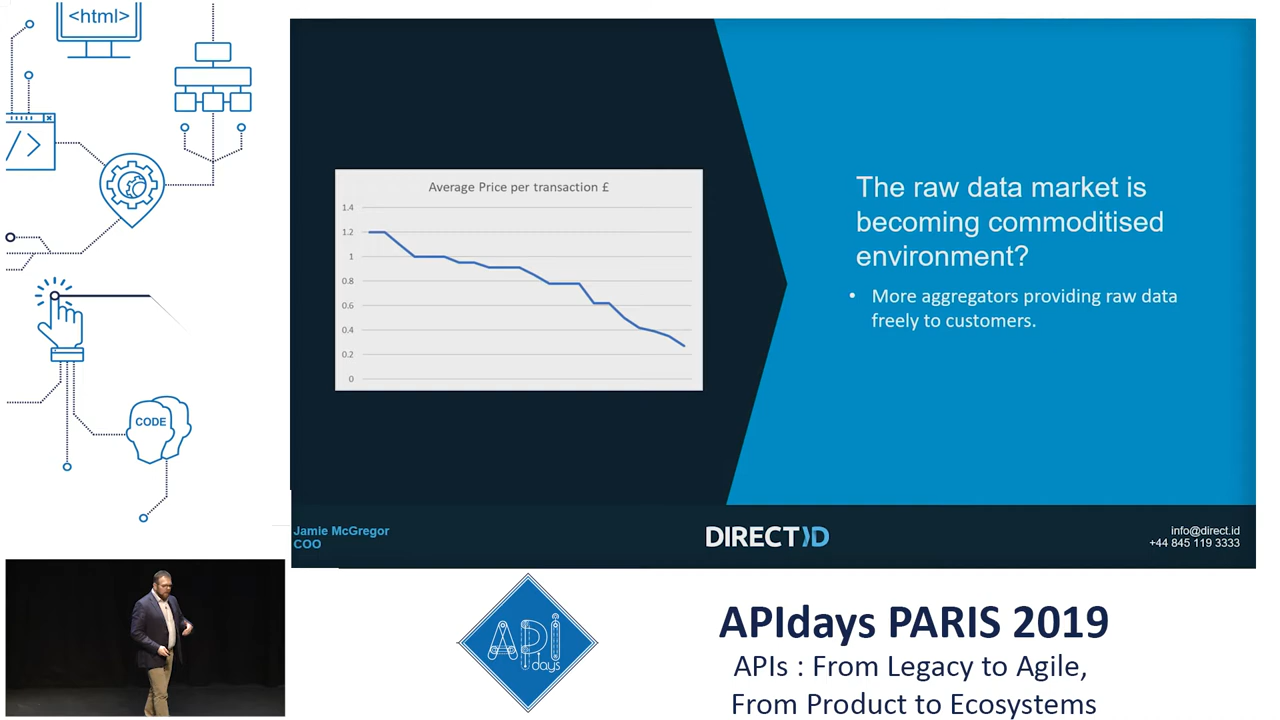 <html>
/>
CODE
Average Price per transaction £
1.4
1.2
1
0.8
0.6
0.4
0.2
0
The raw data market is
becoming commoditised
environment?
• More aggregators providing raw data
freely to customers.
Jamie McGregor
COO
DIRECT ID
info@direct.id
+44 845 119 3333
API
days
APIdays PARIS 2019
APIs : From Legacy to Agile,
From Product to Ecosystems